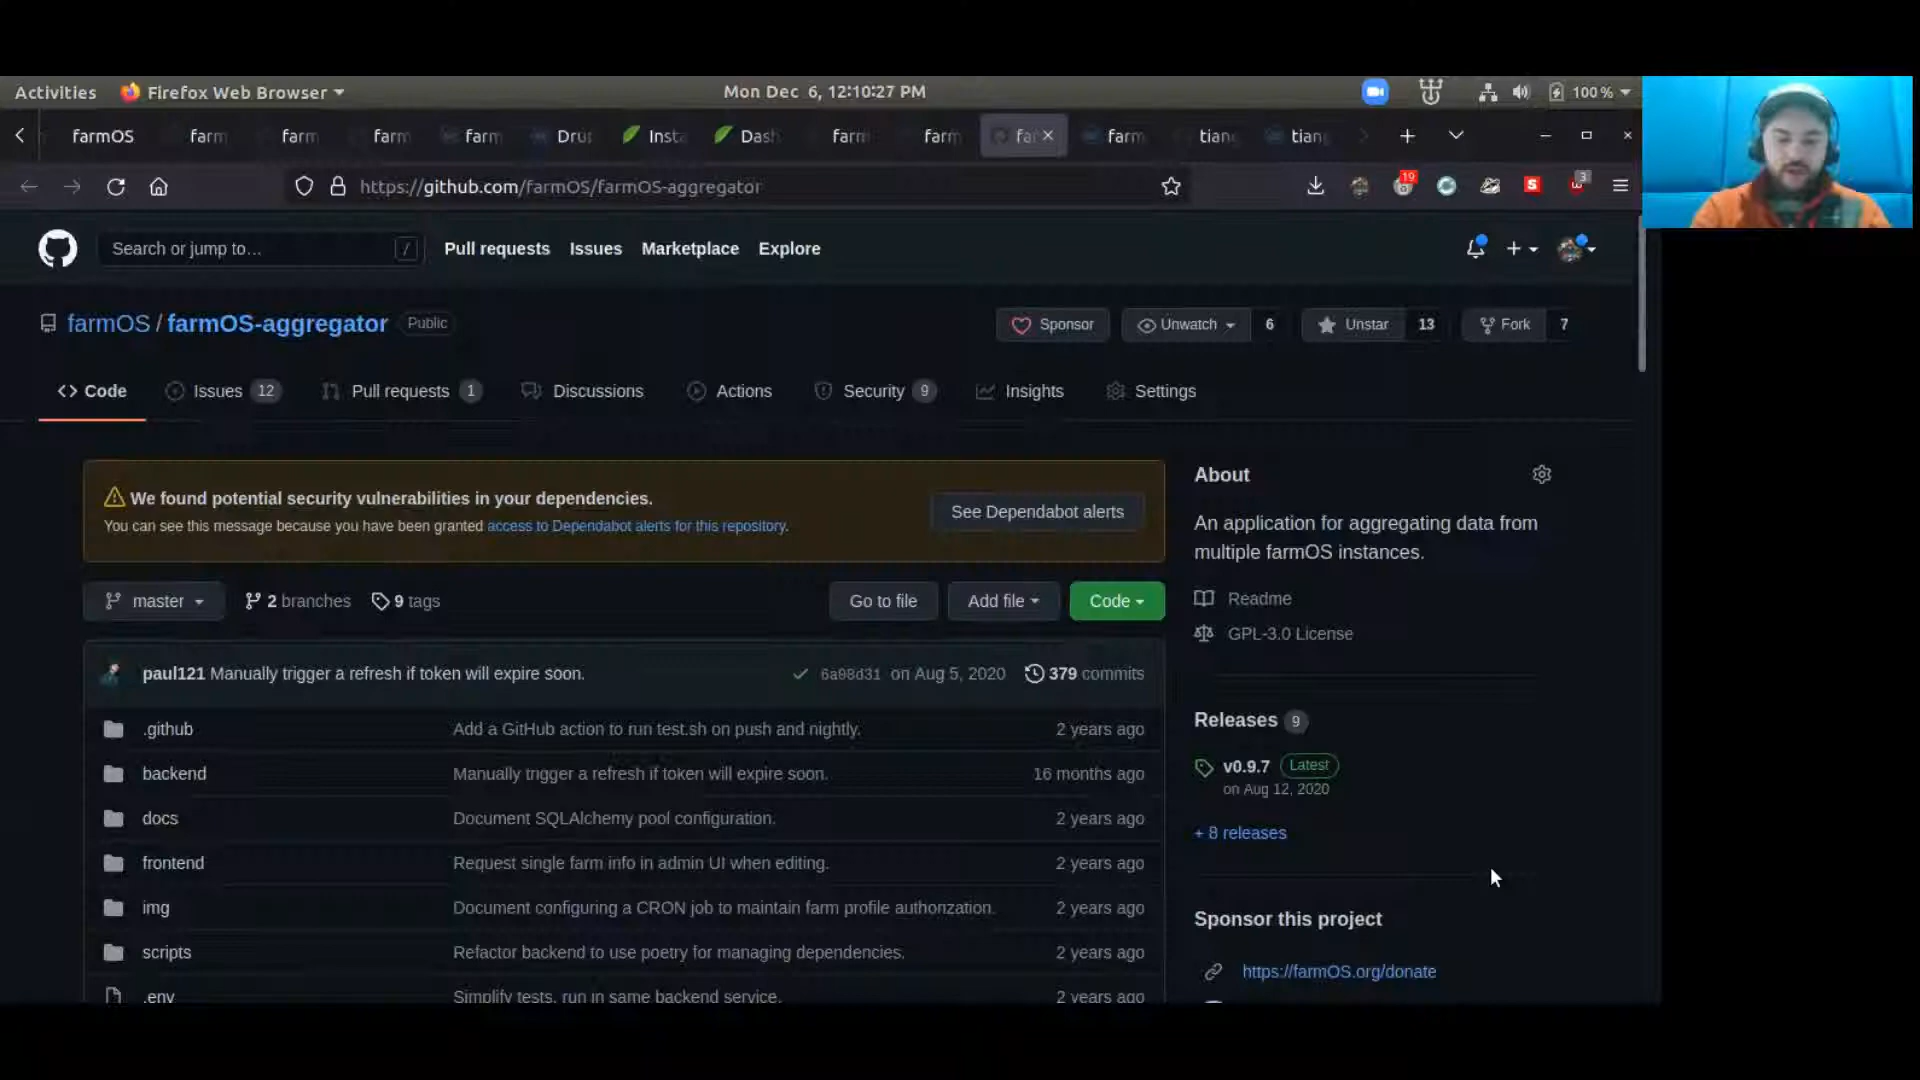 Activities Firefox Web Browser Mon Dec 6, 12:10:27 PM 100 %
farmOS farm farm farm farm Dru Insta Dash farm farm fa farm tian tian
https://github.com/farmOS/farmOS-aggregator 19 S 3
Search or jump to… / Pull requests Issues Marketplace Explore
farmOS / farmOS-aggregator Public Sponsor Unwatch 6 Unstar 13 Fork 7
Code Issues 12 Pull requests 1 Discussions Actions Security 9 Insights Settings
We found potential security vulnerabilities in your dependencies.
You can see this message because you have been granted access to Dependabot alerts for this repository.
See Dependabot alerts
About
An application for aggregating data from
multiple farmOS instances.
Readme
GPL-3.0 License
master 2 branches 9 tags Go to file Add file Code
paul121 Manually trigger a refresh if token will expire soon. 6a98d31 on Aug 5, 2020 379 commits
.github Add a GitHub action to run test.sh on push and nightly. 2 years ago
backend Manually trigger a refresh if token will expire soon. 16 months ago
docs Document SQLAlchemy pool configuration. 2 years ago
frontend Request single farm info in admin UI when editing. 2 years ago
img Document configuring a CRON job to maintain farm profile authorization. 2 years ago
scripts Refactor backend to use poetry for managing dependencies. 2 years ago
.env Simplify tests, run in same backend service. 2 years ago
Releases 9
v0.9.7 Latest
on Aug 12, 2020
+ 8 releases
Sponsor this project
https://farmOS.org/donate